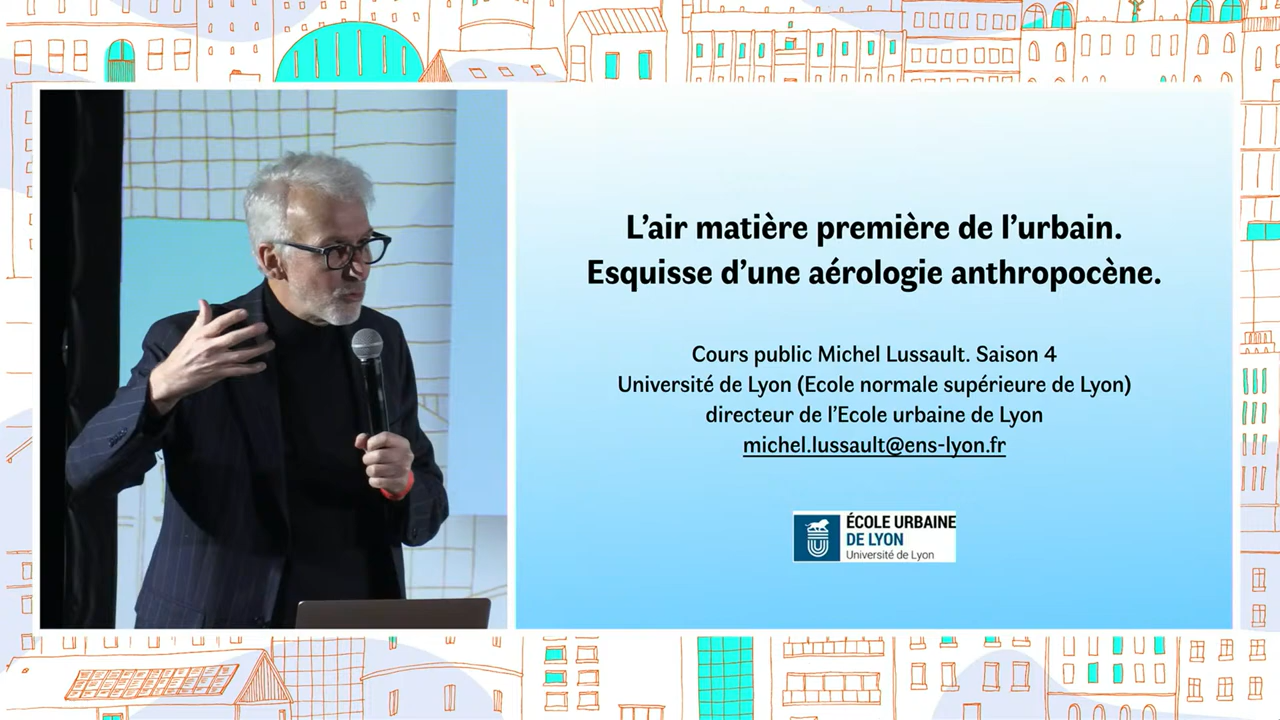 L’air matière première de l’urbain.
Esquisse d’une aérologie anthropocène.
Cours public Michel Lussault. Saison 4
Université de Lyon (Ecole normale supérieure de Lyon)
directeur de l’Ecole urbaine de Lyon
michel.lussault@ens-lyon.fr
ÉCOLE URBAINE
DE LYON
Université de Lyon